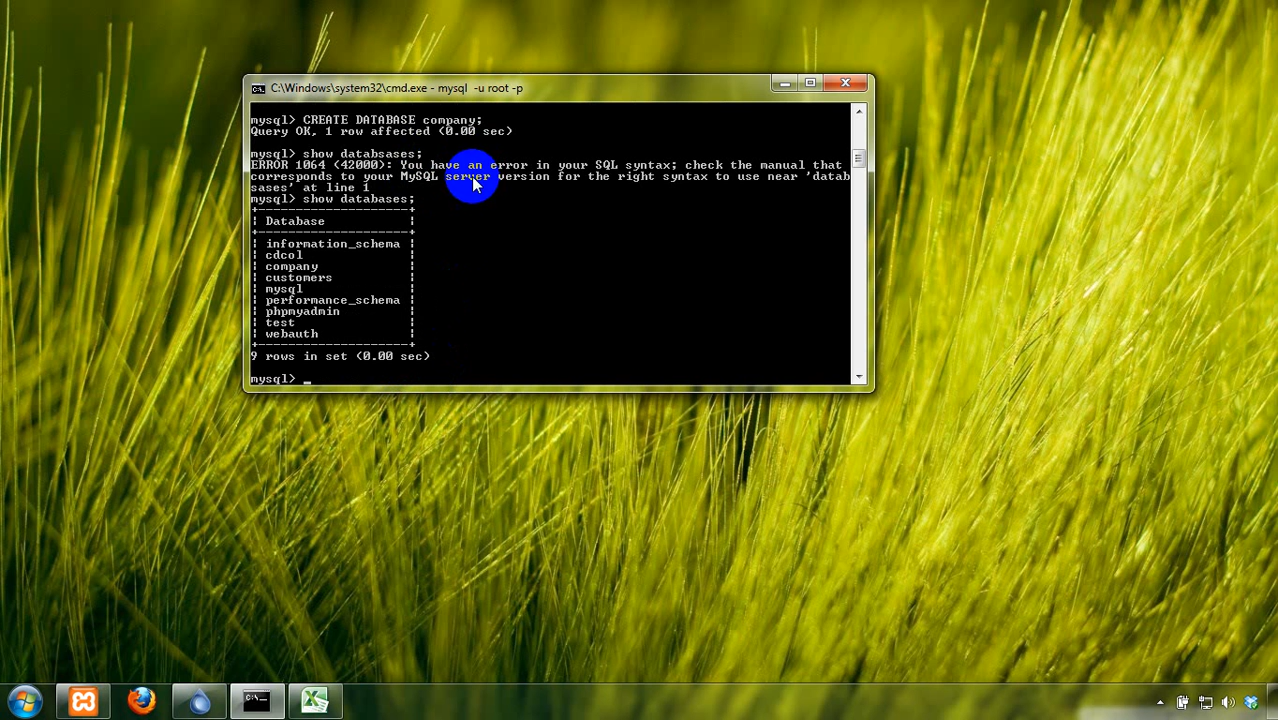 C:\Windows\system32\cmd.exe - mysql  -u root -p
mysql> CREATE DATABASE company;
Query OK, 1 row affected (0.00 sec)
mysql> show databsases;
ERROR 1064 (42000): You have an error in your SQL syntax; check the manual that
corresponds to your MySQL server version for the right syntax to use near 'datab
sases' at line 1
mysql> show databases;
+--------------------+
| Database           |
+--------------------+
| information_schema |
| cdcol              |
| company            |
| customers          |
| mysql              |
| performance_schema |
| phpmyadmin         |
| test               |
| webauth            |
+--------------------+
9 rows in set (0.00 sec)
mysql> _